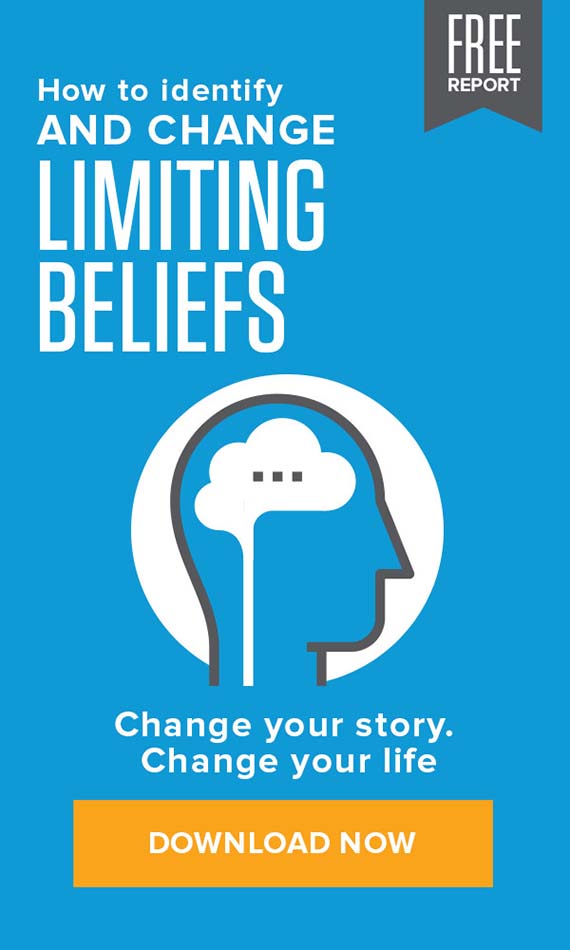 FREE
REPORT
How to identify
AND CHANGE
LIMITING
BELIEFS
Change your story.
Change your life
DOWNLOAD NOW